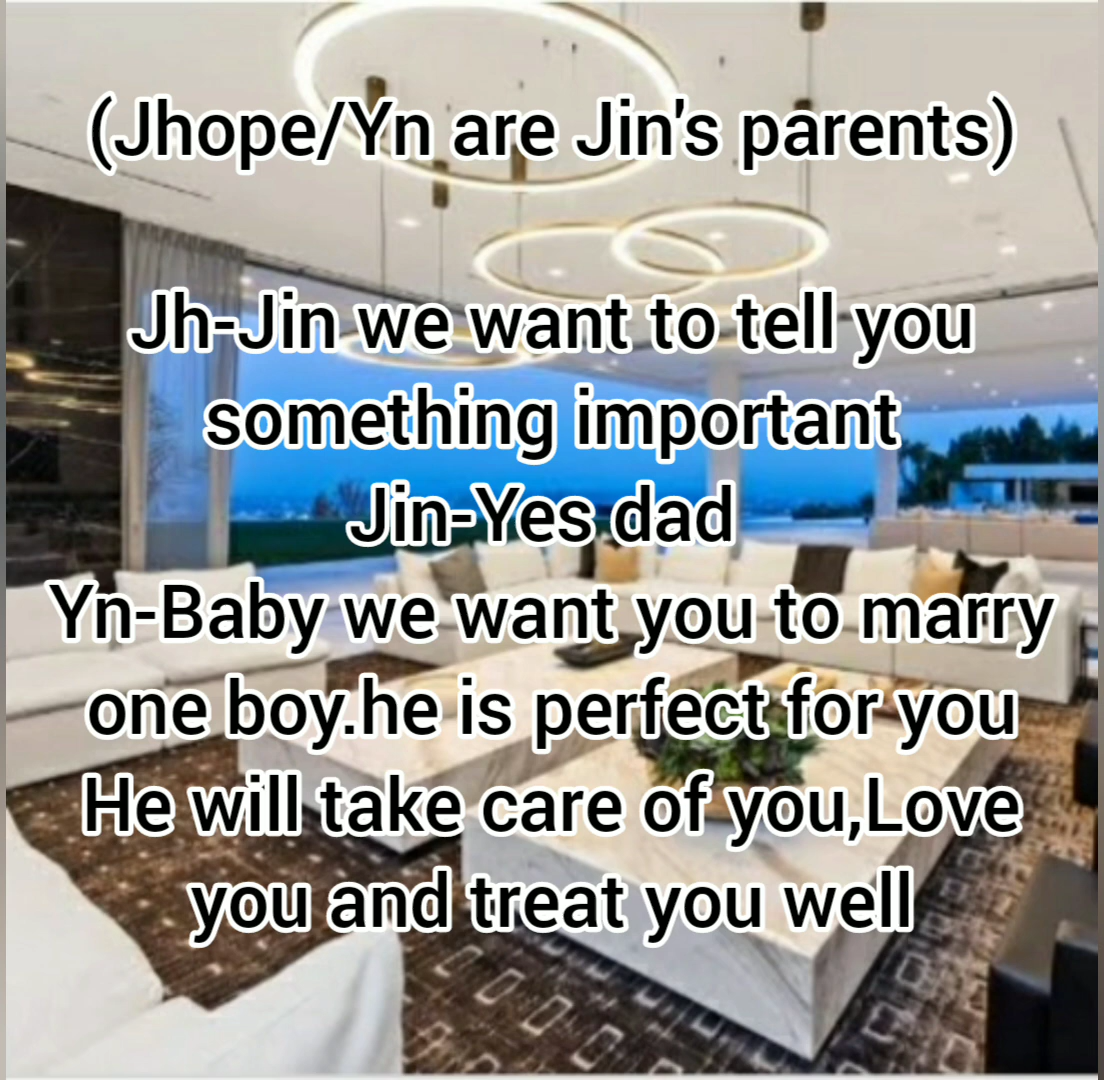 (Jhope/Yn are Jin's parents)
Jh-Jin we want to tell you
something important
Jin-Yes dad
Yn-Baby we want you to marry
one boy.he is perfect for you
He will take care of you,Love
you and treat you well